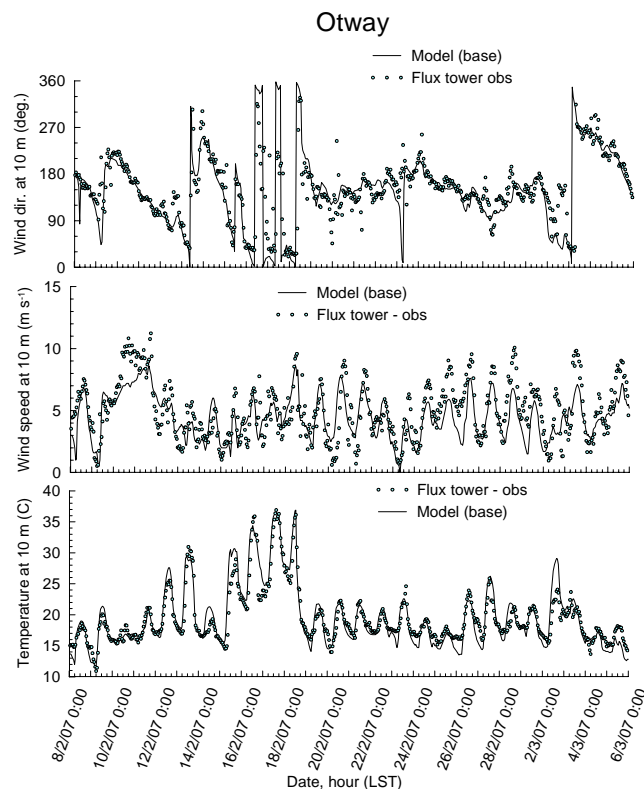 Otway
Model (base)
Flux tower obs
Wind dir. at 10 m (deg.)
360
270
180
90
0
Model (base)
Flux tower - obs
Wind speed at 10 m (m s-1)
15
10
5
0
Flux tower - obs
Model (base)
Temperature at 10 m (C)
40
35
30
25
20
15
10
8/2/07 0:00
10/2/07 0:00
12/2/07 0:00
14/2/07 0:00
16/2/07 0:00
18/2/07 0:00
20/2/07 0:00
22/2/07 0:00
24/2/07 0:00
26/2/07 0:00
28/2/07 0:00
2/3/07 0:00
4/3/07 0:00
6/3/07 0:00
Date, hour (LST)